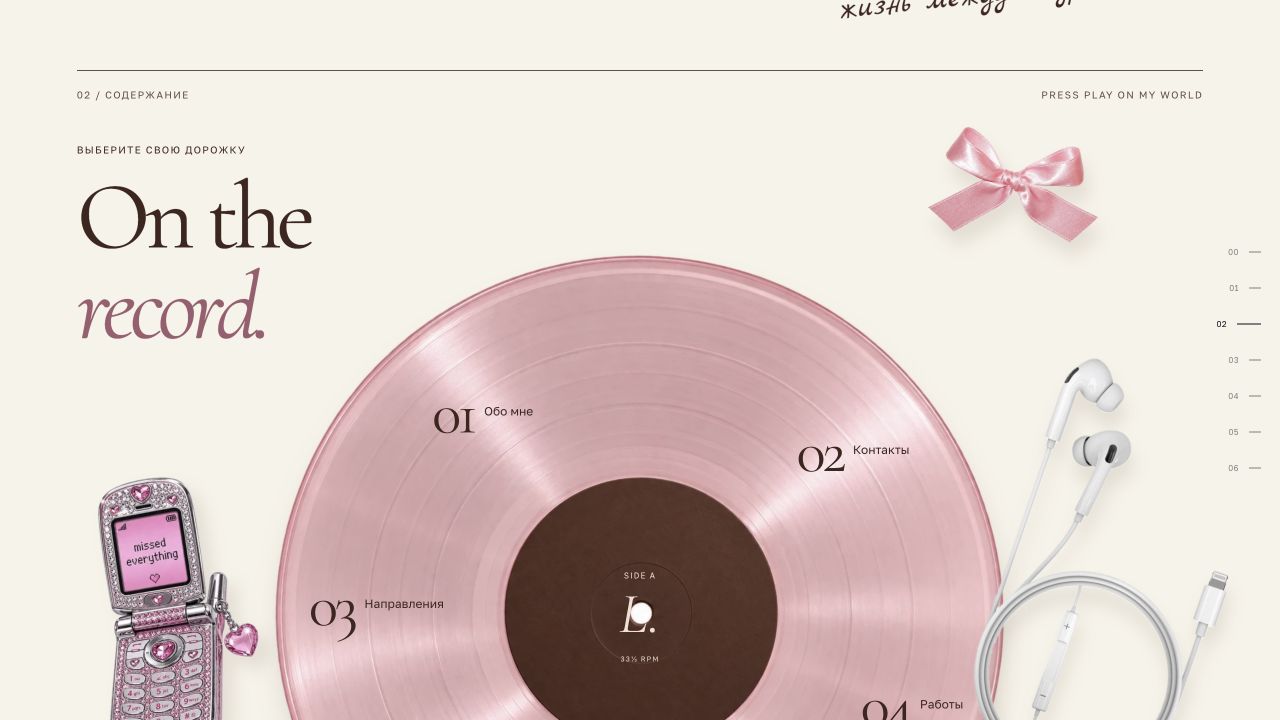 жизнь между
02 / СОДЕРЖАНИЕ
PRESS PLAY ON MY WORLD
ВЫБЕРИТЕ СВОЮ ДОРОЖКУ
On the
record.
00
01
02
03
04
05
06
01 Обо мне
02 Контакты
missed
everything
SIDE A
L.
33⅓ RPM
03 Направления
04 Работы